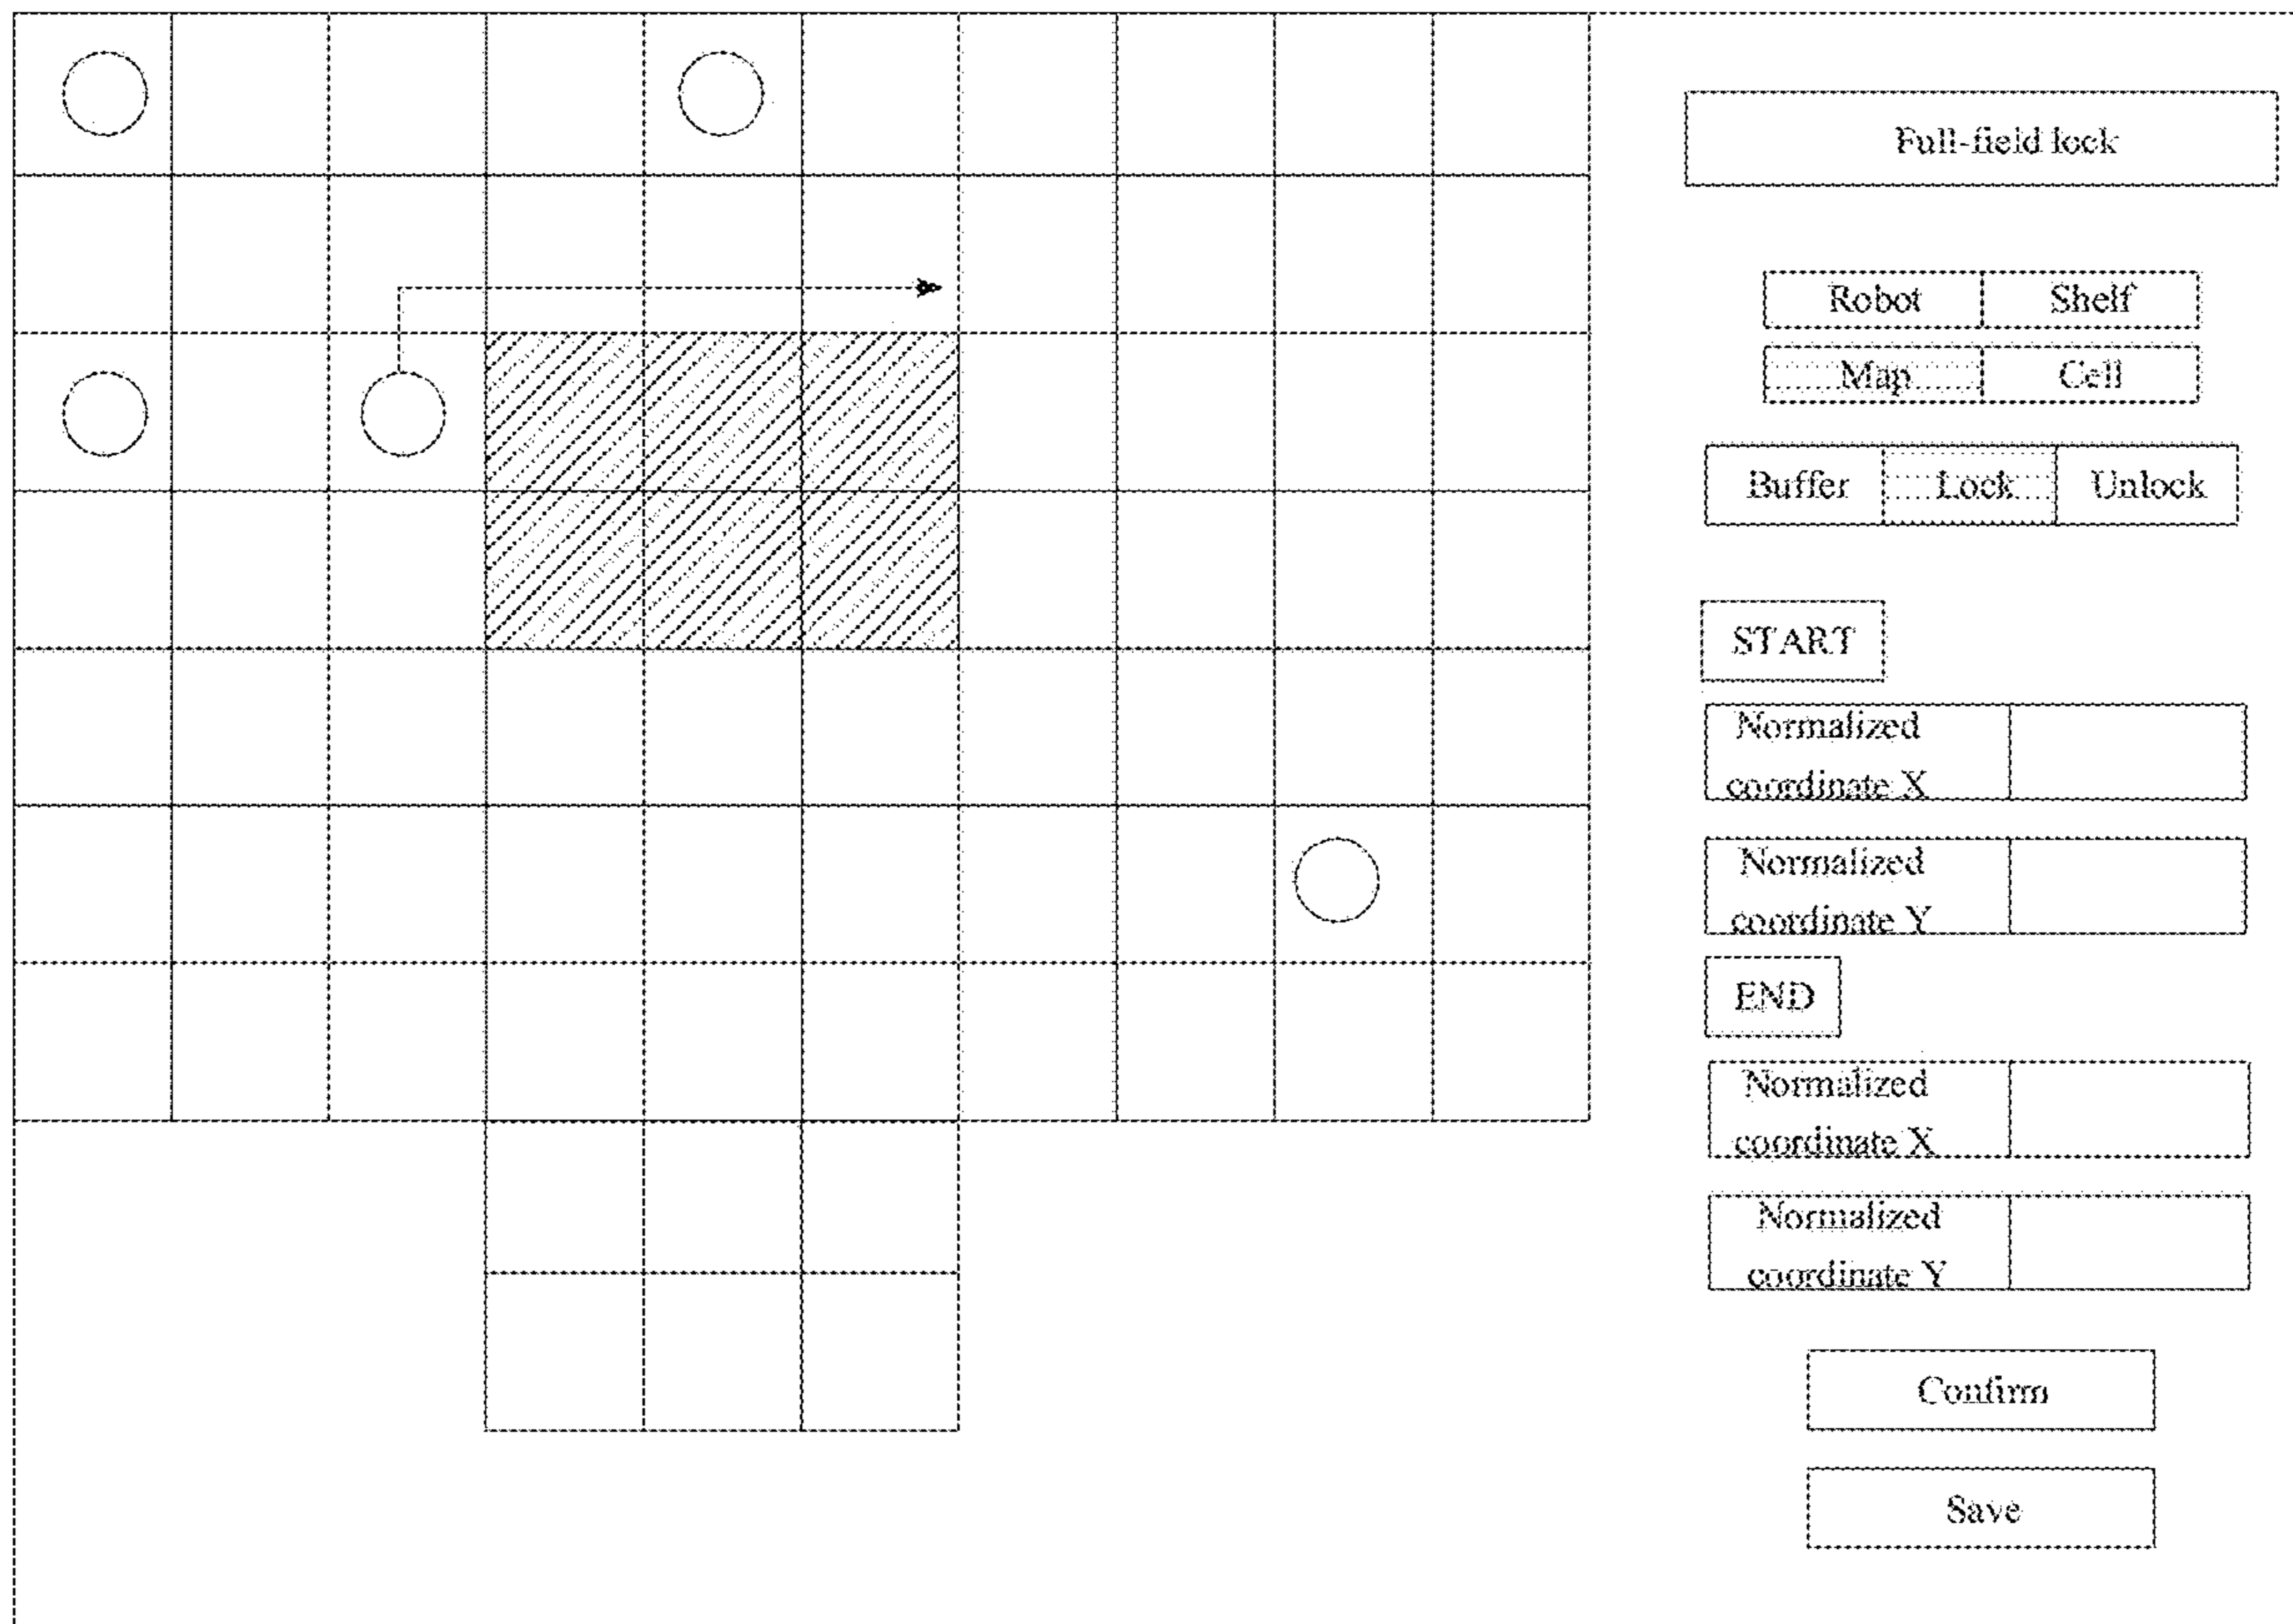 Full-field lock
Robot Shelf
Map Cell
Buffer Lock Unlock
START
Normalized
coordinate X
Normalized
coordinate Y
END
Normalized
coordinate X
Normalized
coordinate Y
Confirm
Save